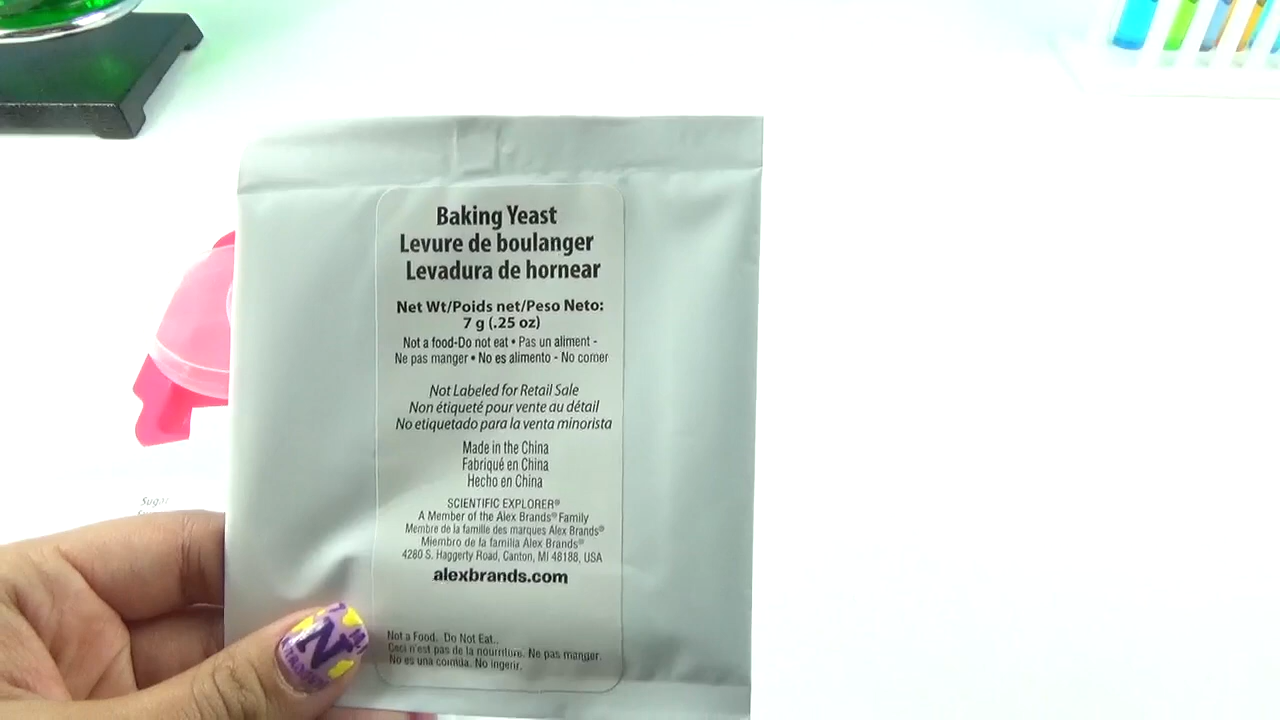 Baking Yeast
Levure de boulanger
Levadura de hornear
Net Wt/Poids net/Peso Neto:
7 g (.25 oz)
Not a food-Do not eat • Pas un aliment -
Ne pas manger • No es alimento - No comer
Not Labeled for Retail Sale
Non étiqueté pour vente au détail
No etiquetado para la venta minorista
Made in the China
Fabriqué en China
Hecho en China
SCIENTIFIC EXPLORER®
A Member of the Alex Brands® Family
Membre de la famille des marques Alex Brands®
Miembro de la familia Alex Brands®
4280 S. Haggerty Road, Canton, MI 48188, USA
alexbrands.com
Not a Food. Do Not Eat..
Ceci n'est pas de la nourriture. Ne pas manger.
No es una comida. No ingerir.
Sugar
N